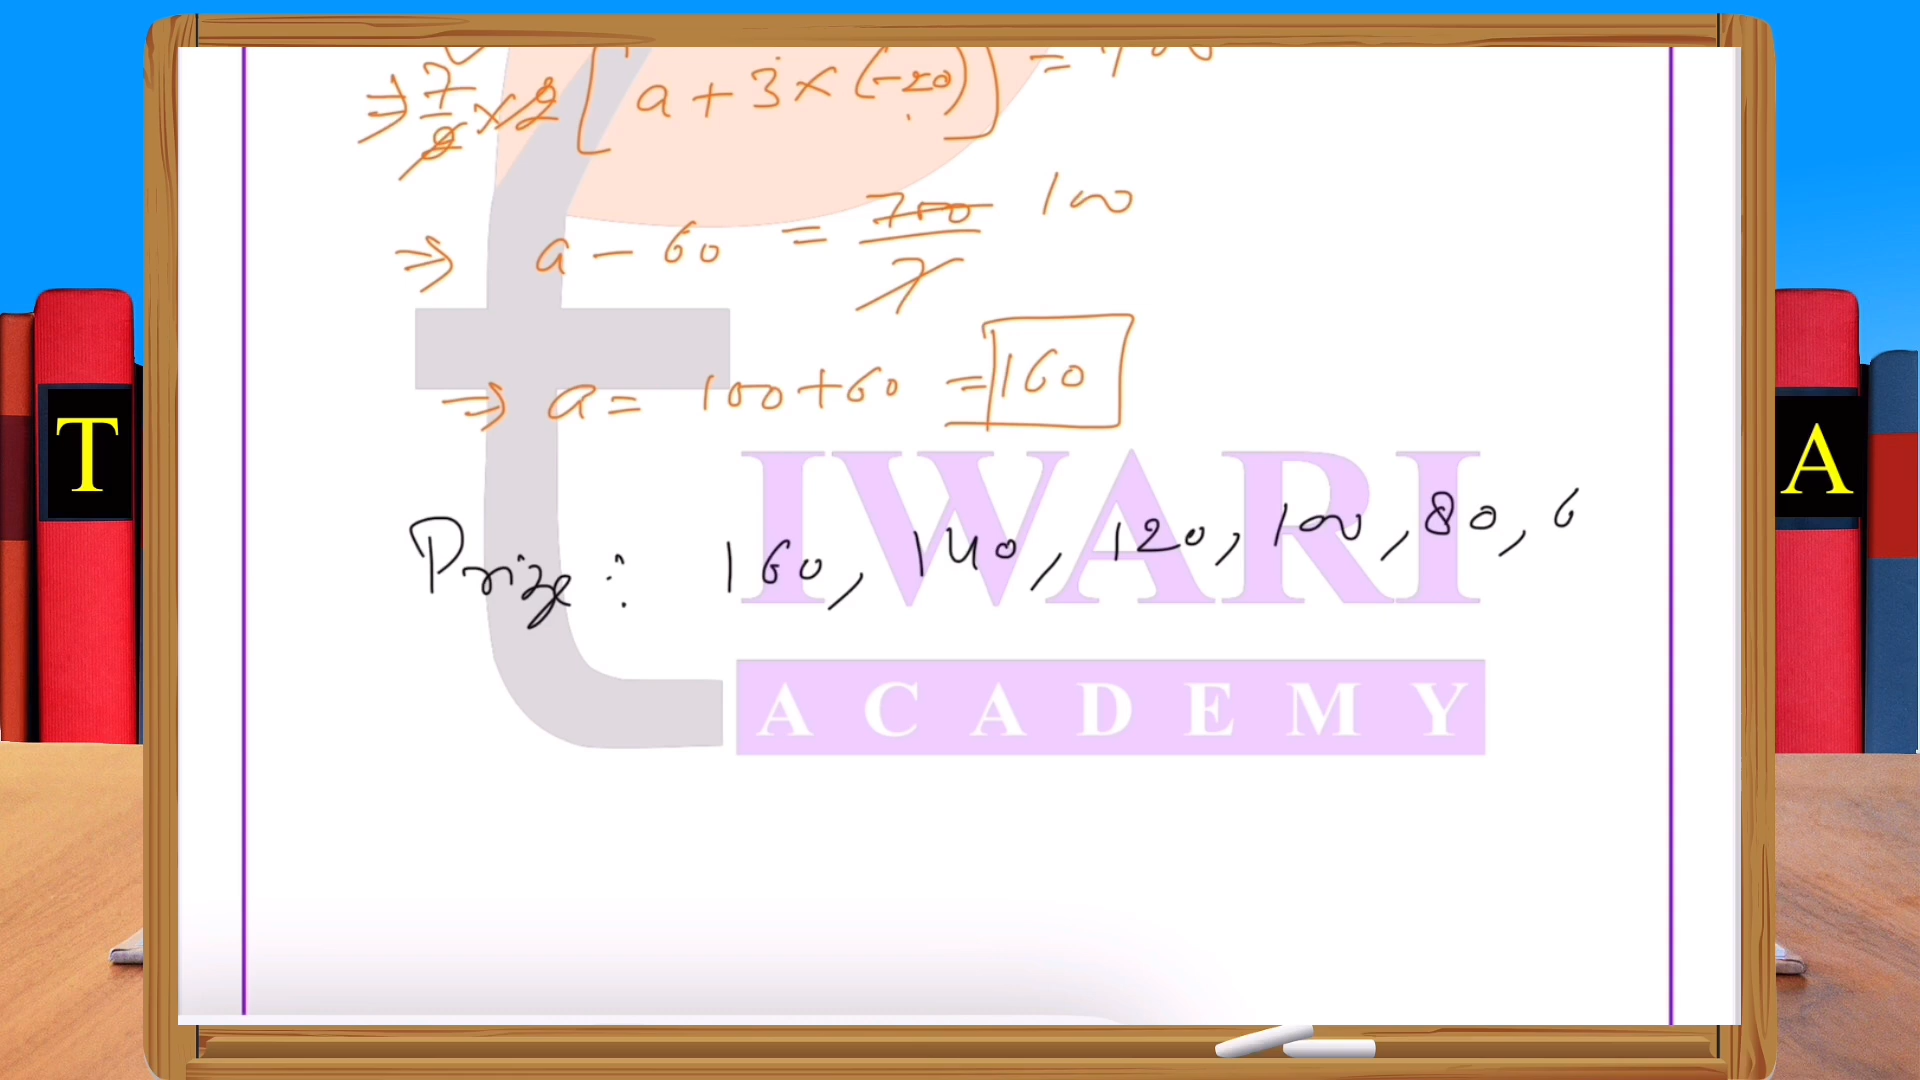 ⇒ 7/2 × 2 [ a + 3 × (-20) ] = 700
⇒ a - 60 = 700/7 100
⇒ a = 100 + 60 = 160
T
A
IWARI
Prize : 160, 140, 120, 100, 80, 6
ACADEMY